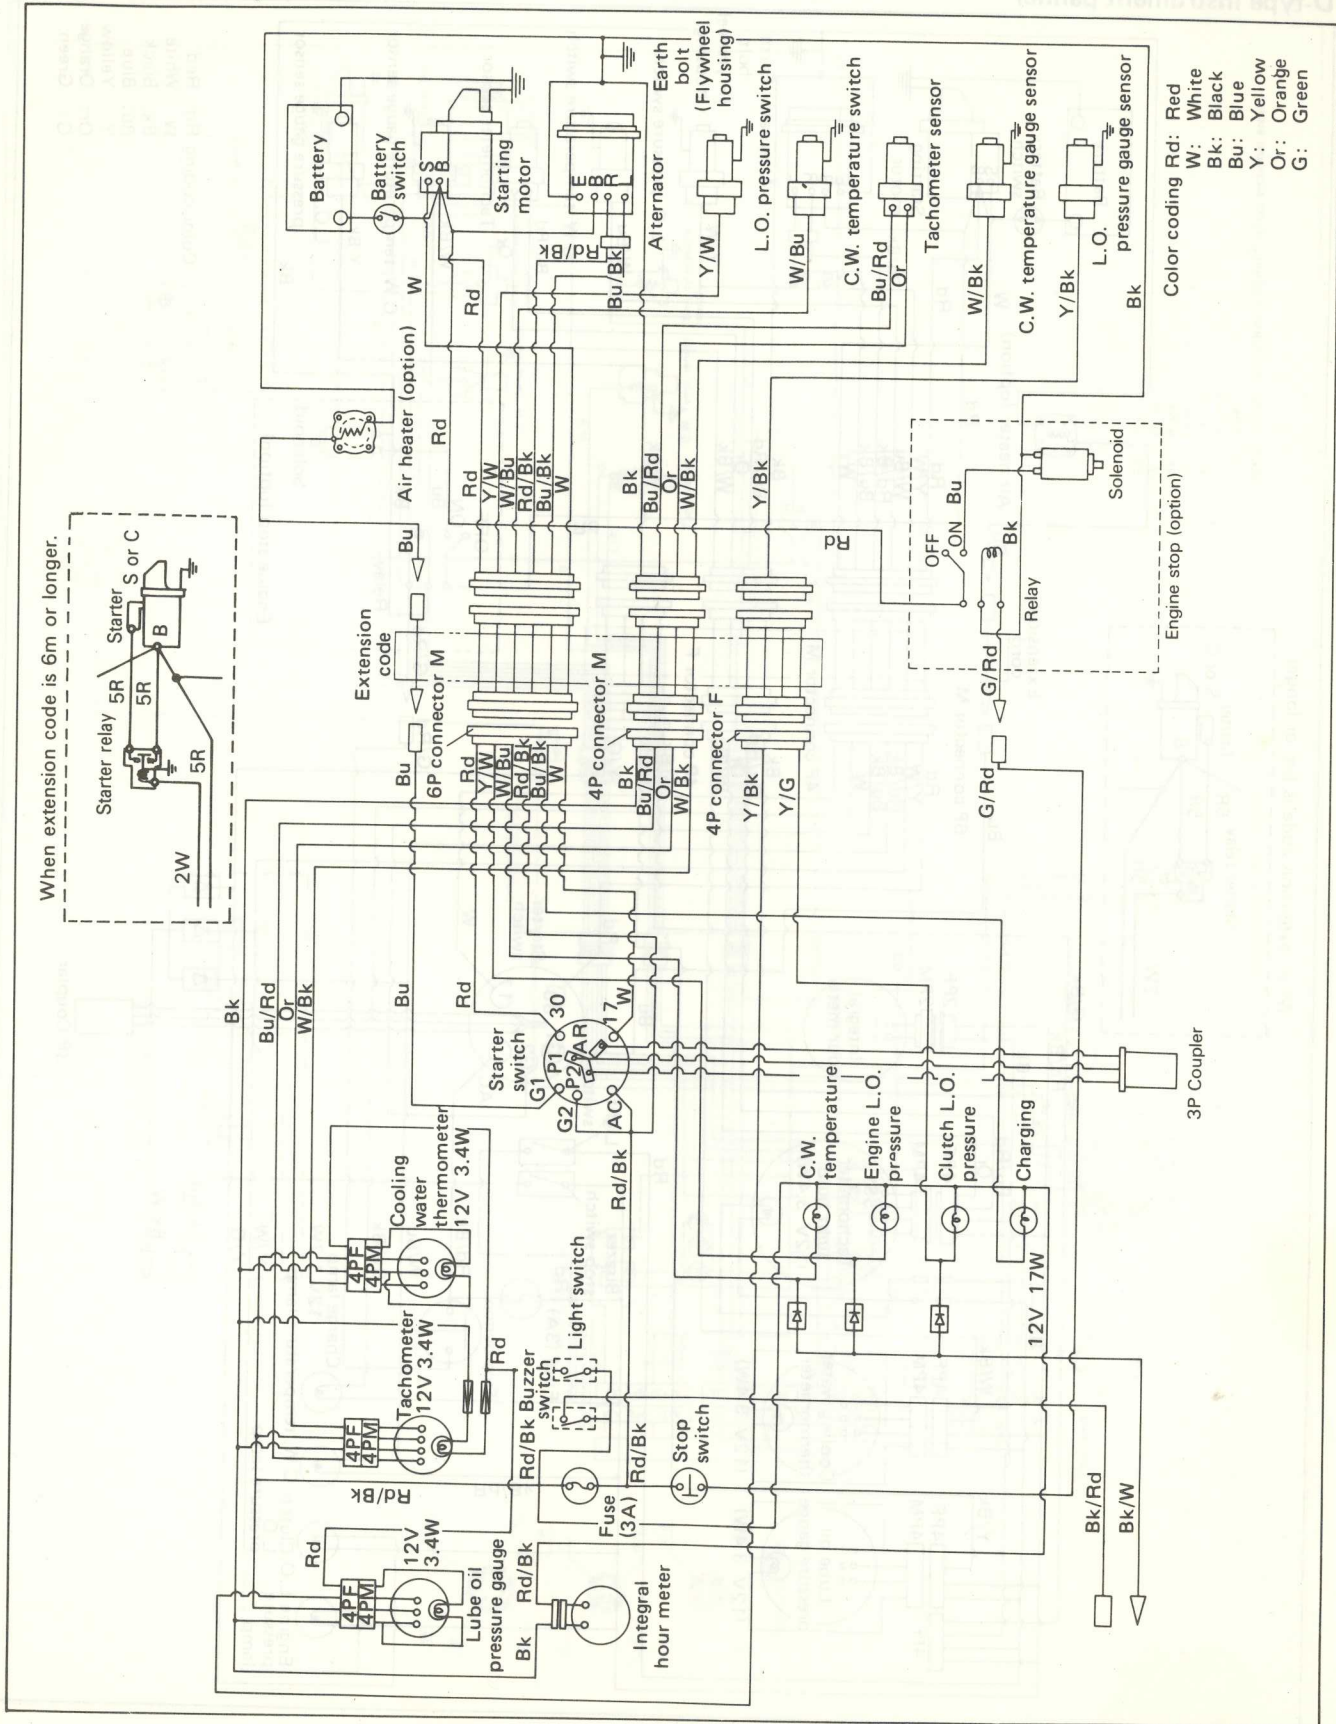 When extension code is 6m or longer.
Starter relay
Starter
S or C
5R
5R
B
5R
2W
Battery
Battery
switch
S
B
Starting
motor
E
B
R
L
Alternator
Earth
bolt
(Flywheel
housing)
L.O. pressure switch
C.W. temperature switch
Tachometer sensor
C.W. temperature gauge sensor
L.O.
pressure gauge sensor
Rd/Bk
Bu/Bk
Y/W
W/Bu
Bu/Rd
Or
W/Bk
Y/Bk
Bk
W
Rd
Air heater (option)
Rd
Bu
Rd
Y/W
W/Bu
Rd/Bk
Bu/Bk
W
Bk
Bu/Rd
Or
W/Bk
Y/Bk
Rd
OFF
ON
Bu
Bk
Relay
Solenoid
Engine stop (option)
Color coding Rd: Red
W: White
Bk: Black
Bu: Blue
Y: Yellow
Or: Orange
G: Green
Extension
code
6P connector M
4P connector M
4P connector F
Bu
Rd
Y/W
W/Bu
Rd/Bk
Bu/Bk
W
Bk
Bu/Rd
Or
W/Bk
Y/Bk
Y/G
G/Rd
G/Rd
Bk
Bu/Rd
Or
W/Bk
Bu
Rd
Starter
switch
G1
P1
30
G2
P2
AR
17
W
AC
Rd/Bk
3P Coupler
Cooling
water
thermometer
12V 3.4W
4PF
4PM
Tachometer
12V 3.4W
4PF
4PM
Rd
Light switch
Buzzer
switch
Rd/Bk
Rd/Bk
Rd/Bk
Stop
switch
Fuse
(3A)
Rd
12V
3.4W
4PF
4PM
Lube oil
pressure gauge
Bk
Rd/Bk
Integral
hour meter
C.W.
temperature
Engine L.O.
pressure
Clutch L.O.
pressure
Charging
12V 17W
Bk/Rd
Bk/W